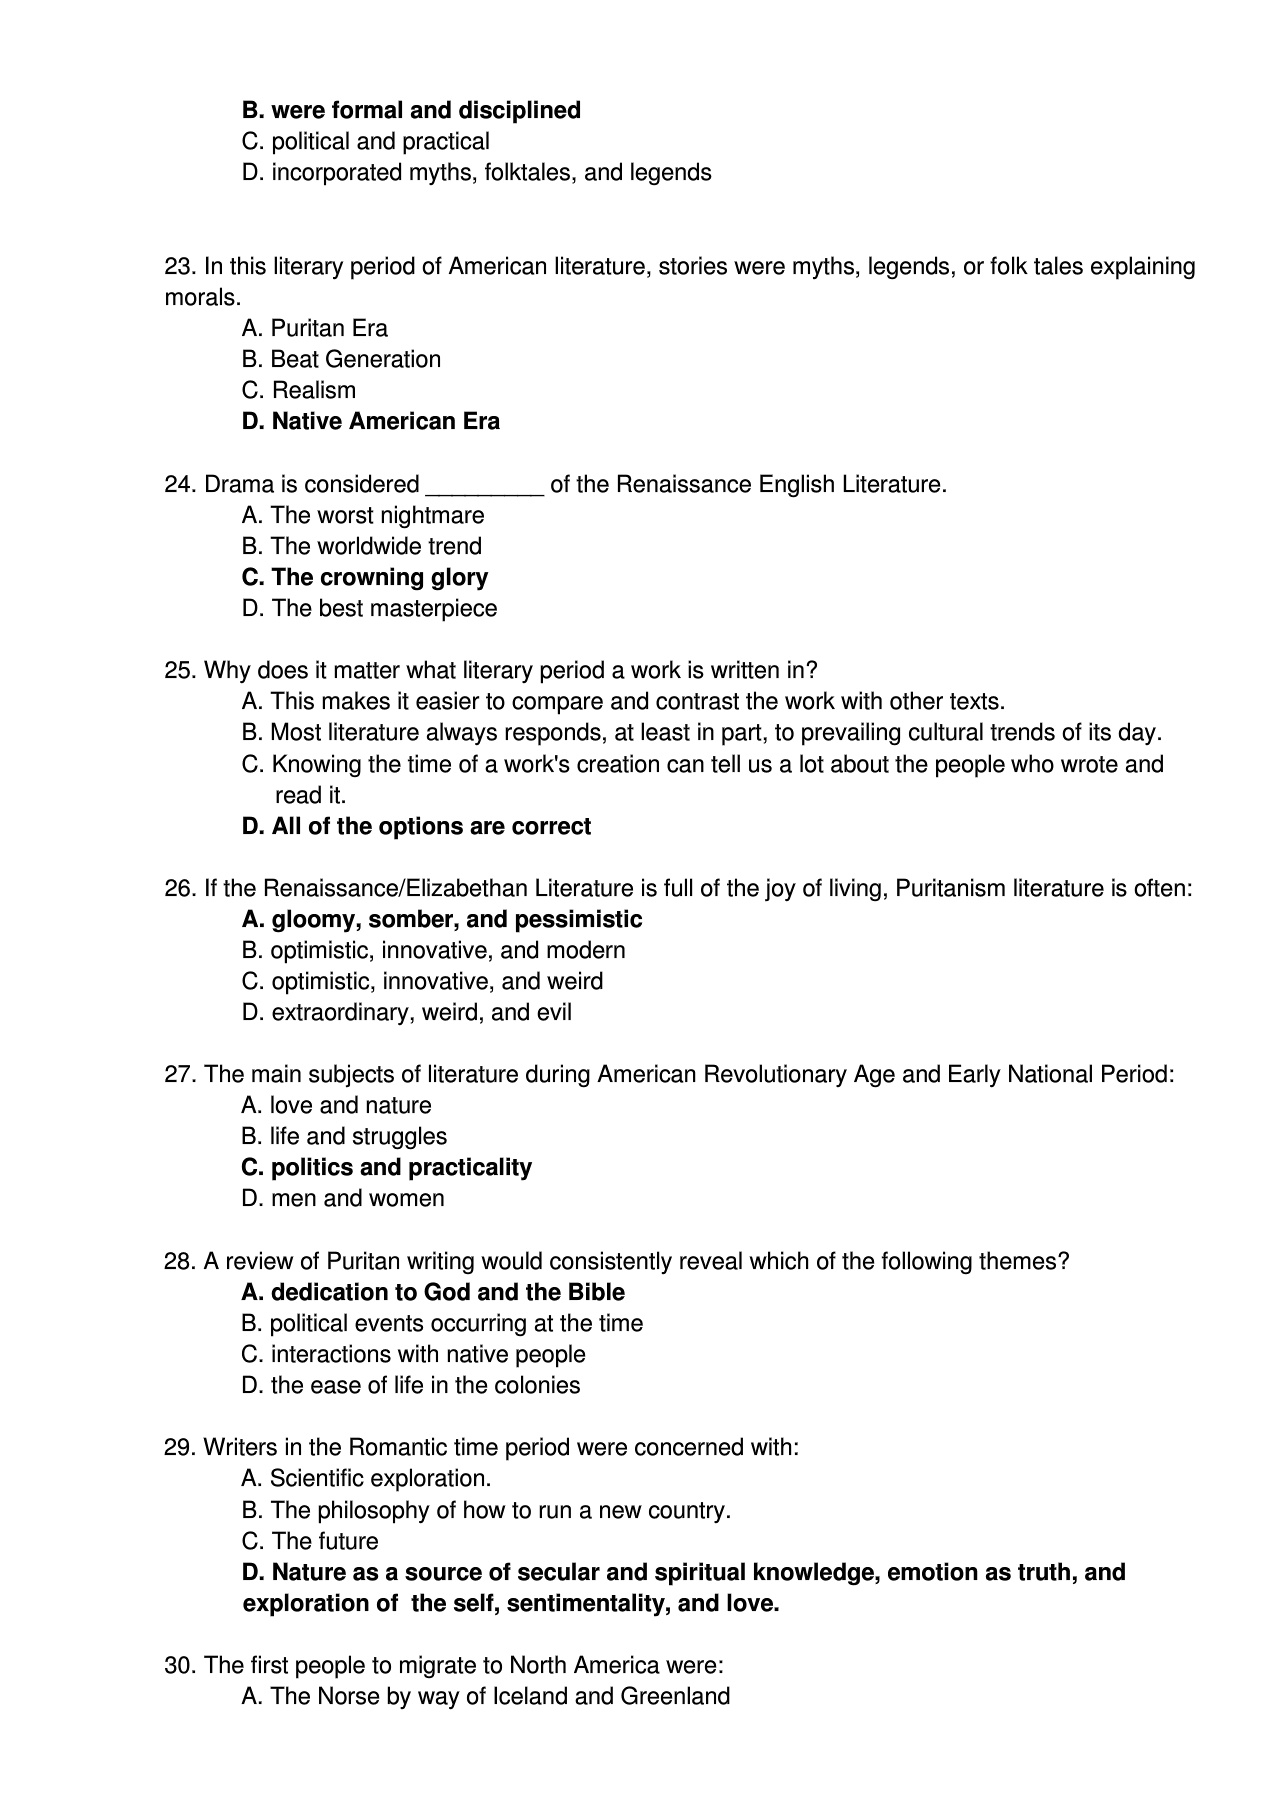 B. were formal and disciplined
C. political and practical
D. incorporated myths, folktales, and legends
23. In this literary period of American literature, stories were myths, legends, or folk tales explaining
morals.
A. Puritan Era
B. Beat Generation
C. Realism
D. Native American Era
24. Drama is considered _________ of the Renaissance English Literature.
A. The worst nightmare
B. The worldwide trend
C. The crowning glory
D. The best masterpiece
25. Why does it matter what literary period a work is written in?
A. This makes it easier to compare and contrast the work with other texts.
B. Most literature always responds, at least in part, to prevailing cultural trends of its day.
C. Knowing the time of a work's creation can tell us a lot about the people who wrote and
read it.
D. All of the options are correct
26. If the Renaissance/Elizabethan Literature is full of the joy of living, Puritanism literature is often:
A. gloomy, somber, and pessimistic
B. optimistic, innovative, and modern
C. optimistic, innovative, and weird
D. extraordinary, weird, and evil
27. The main subjects of literature during American Revolutionary Age and Early National Period:
A. love and nature
B. life and struggles
C. politics and practicality
D. men and women
28. A review of Puritan writing would consistently reveal which of the following themes?
A. dedication to God and the Bible
B. political events occurring at the time
C. interactions with native people
D. the ease of life in the colonies
29. Writers in the Romantic time period were concerned with:
A. Scientific exploration.
B. The philosophy of how to run a new country.
C. The future
D. Nature as a source of secular and spiritual knowledge, emotion as truth, and
exploration of  the self, sentimentality, and love.
30. The first people to migrate to North America were:
A. The Norse by way of Iceland and Greenland